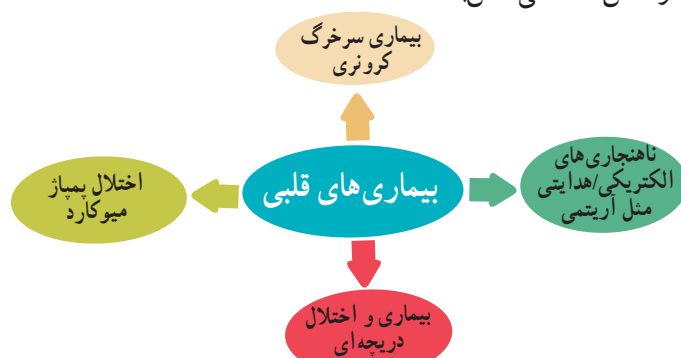 بیماری سرخرگ
کرونری
ناهنجاری‌های
الکتریکی/هدایتی
مثل آریتمی
بیماری‌های قلبی
اختلال پمپاژ
میوکارد
بیماری و اختلال
دریچه‌ای